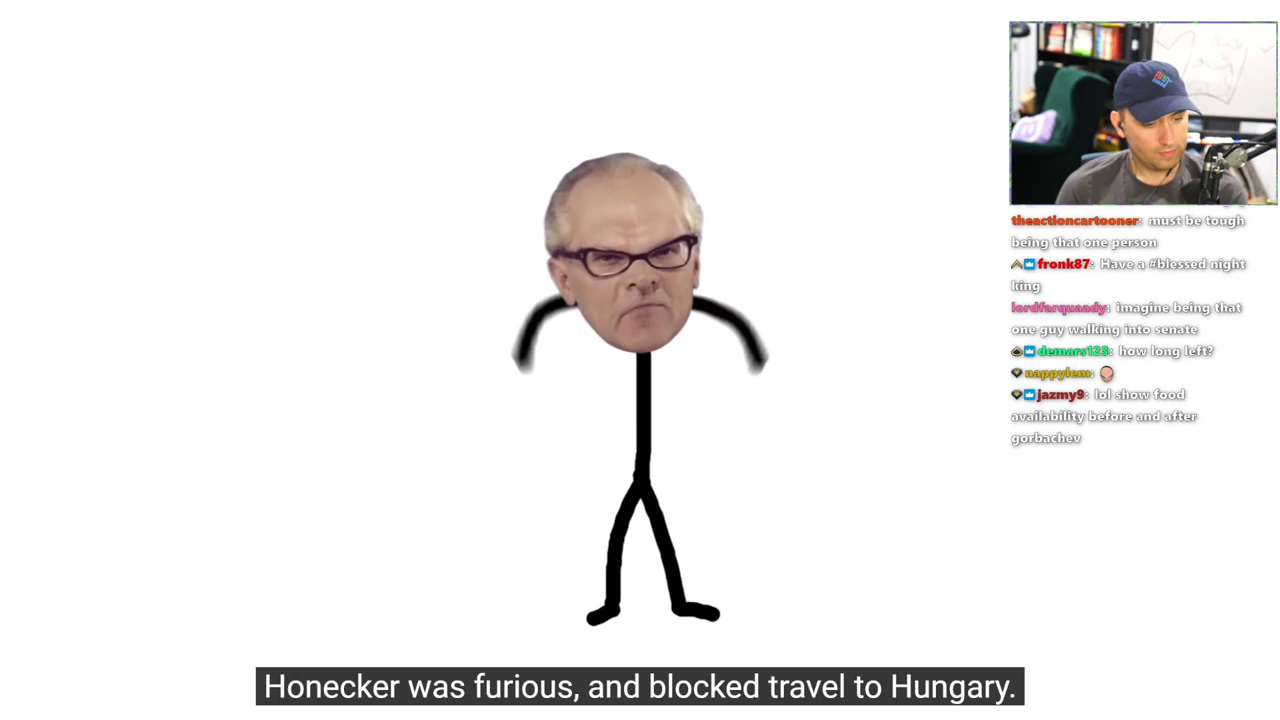 theactioncartooner: must be tough
being that one person
fronk87: Have a #blessed night
king
lordfarquaady: imagine being that
one guy walking into senate
demars123: how long left?
nappylem:
jazmy9: lol show food
availability before and after
gorbachev
Honecker was furious, and blocked travel to Hungary.